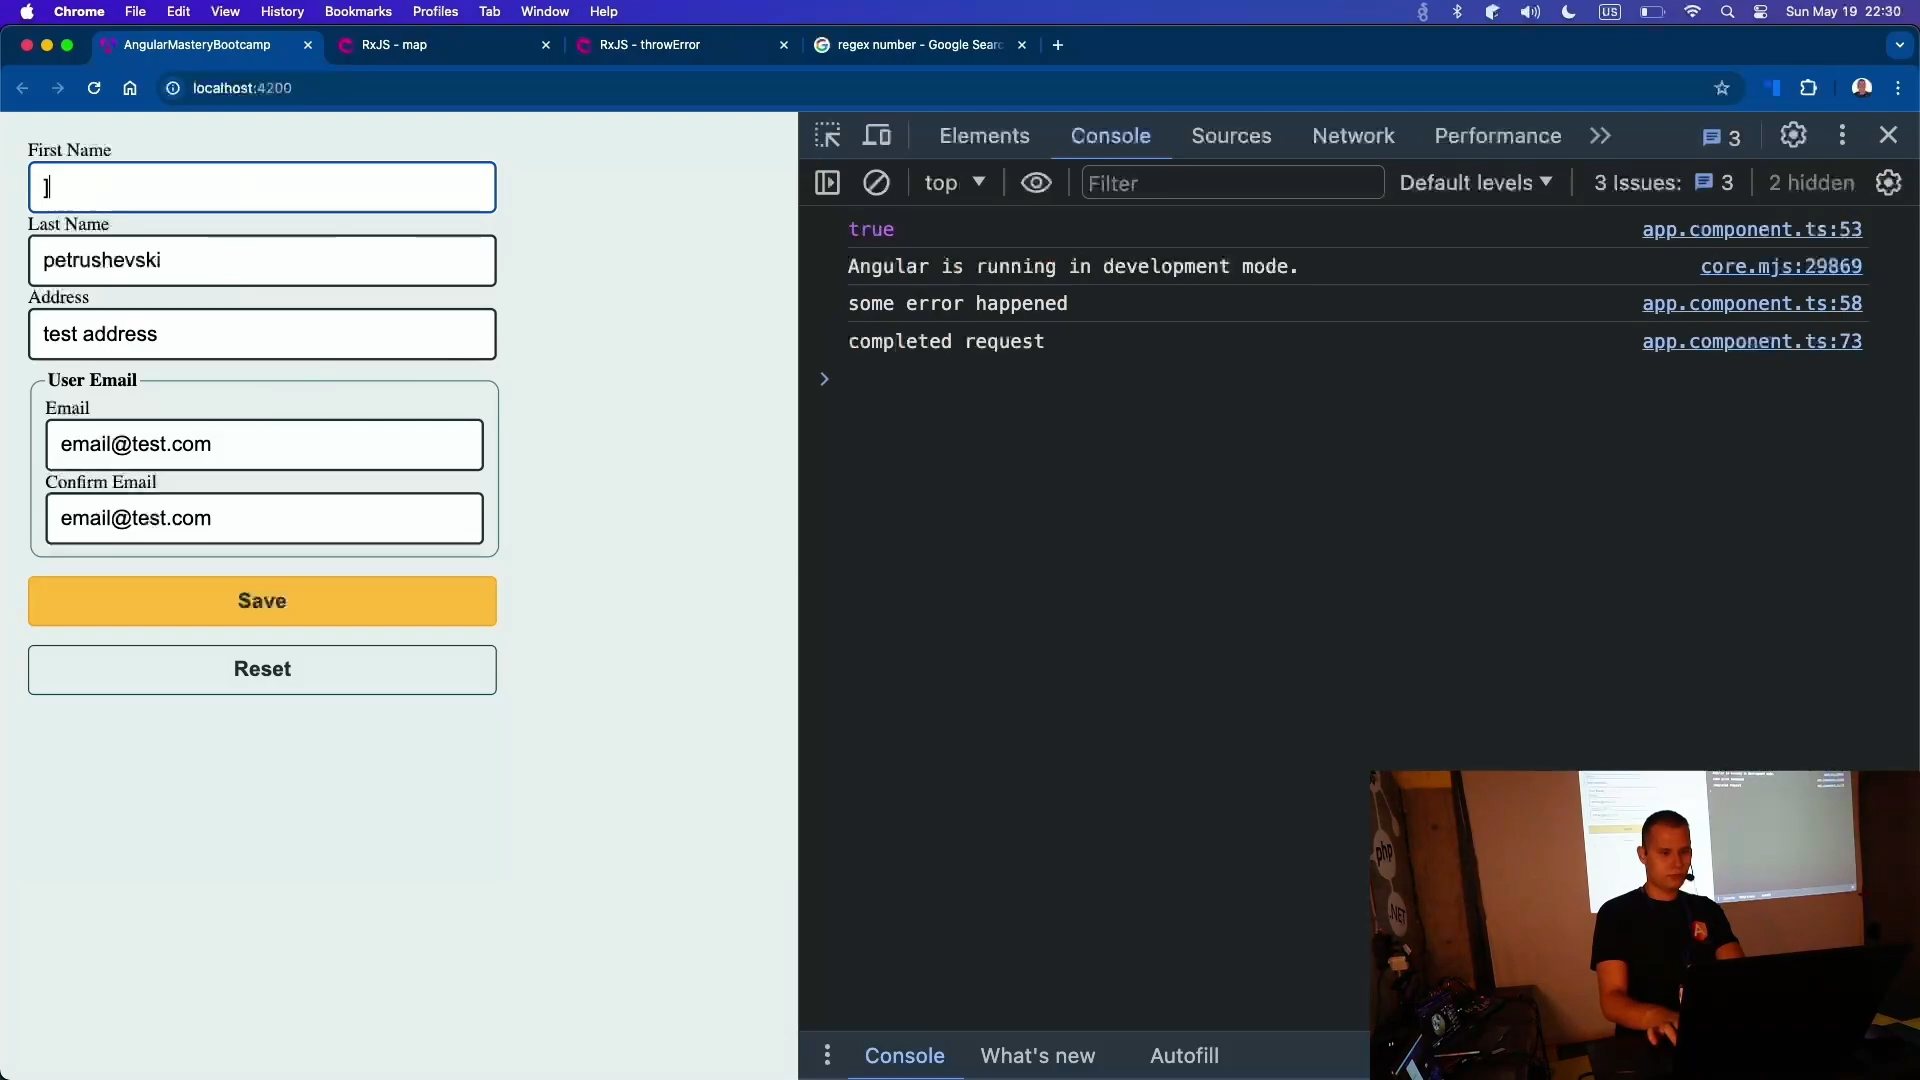 Chrome File Edit View History Bookmarks Profiles Tab Window Help US Sun May 19 22:30
AngularMasteryBootcamp RxJS - map RxJS - throwError regex number - Google Searc
localhost:4200
First Name
]
Last Name
petrushevski
Address
test address
User Email
Email
email@test.com
Confirm Email
email@test.com
Save
Reset
Elements Console Sources Network Performance 3
top Filter Default levels 3 Issues: 3 2 hidden
true app.component.ts:53
Angular is running in development mode. core.mjs:29869
some error happened app.component.ts:58
completed request app.component.ts:73
Console What's new Autofill
php
.NET